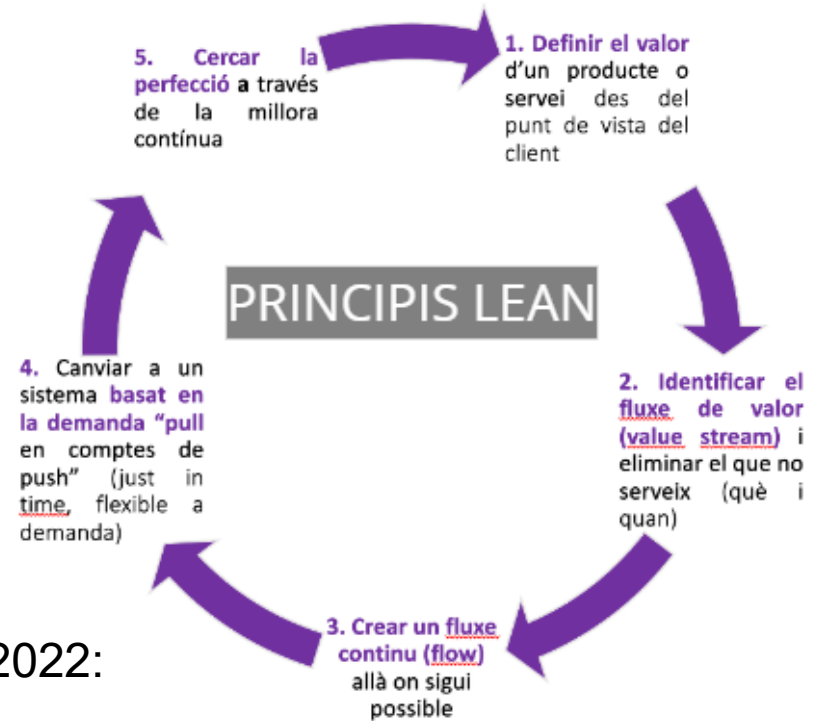 PRINCIPIS LEAN
1. Definir el valor
d'un producte o
servei des del
punt de vista del
client
2. Identificar el
fluxe de valor
(value stream) i
eliminar el que no
serveix (què i
quan)
3. Crear un fluxe
continu (flow)
allà on sigui
possible
4. Canviar a un
sistema basat en
la demanda “pull
en comptes de
push” (just in
time, flexible a
demanda)
5. Cercar la
perfecció a través
de la millora
contínua
2022: